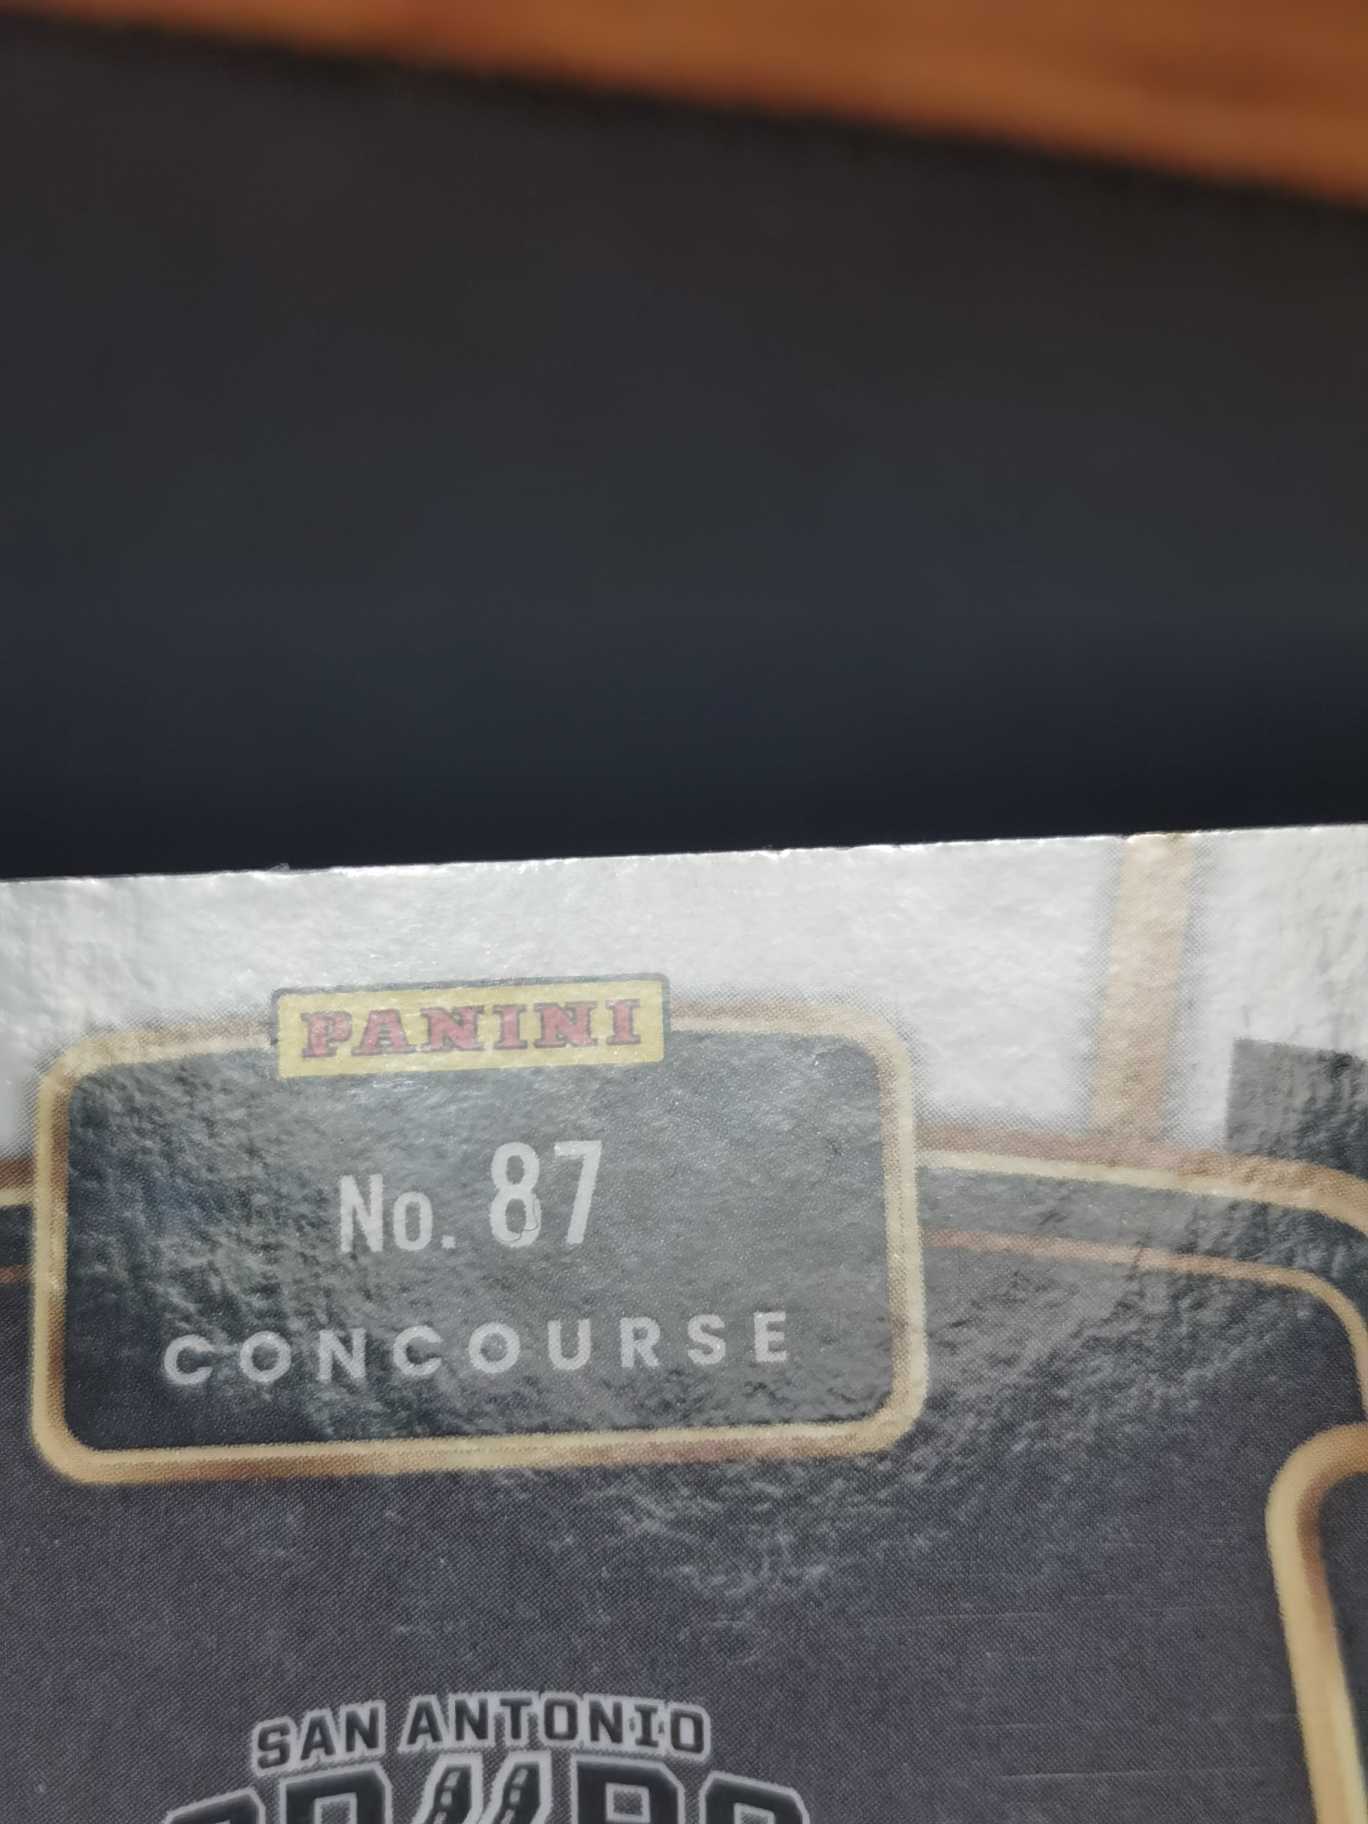 PANINI
No. 87
CONCOURSE
SAN ANTONIO